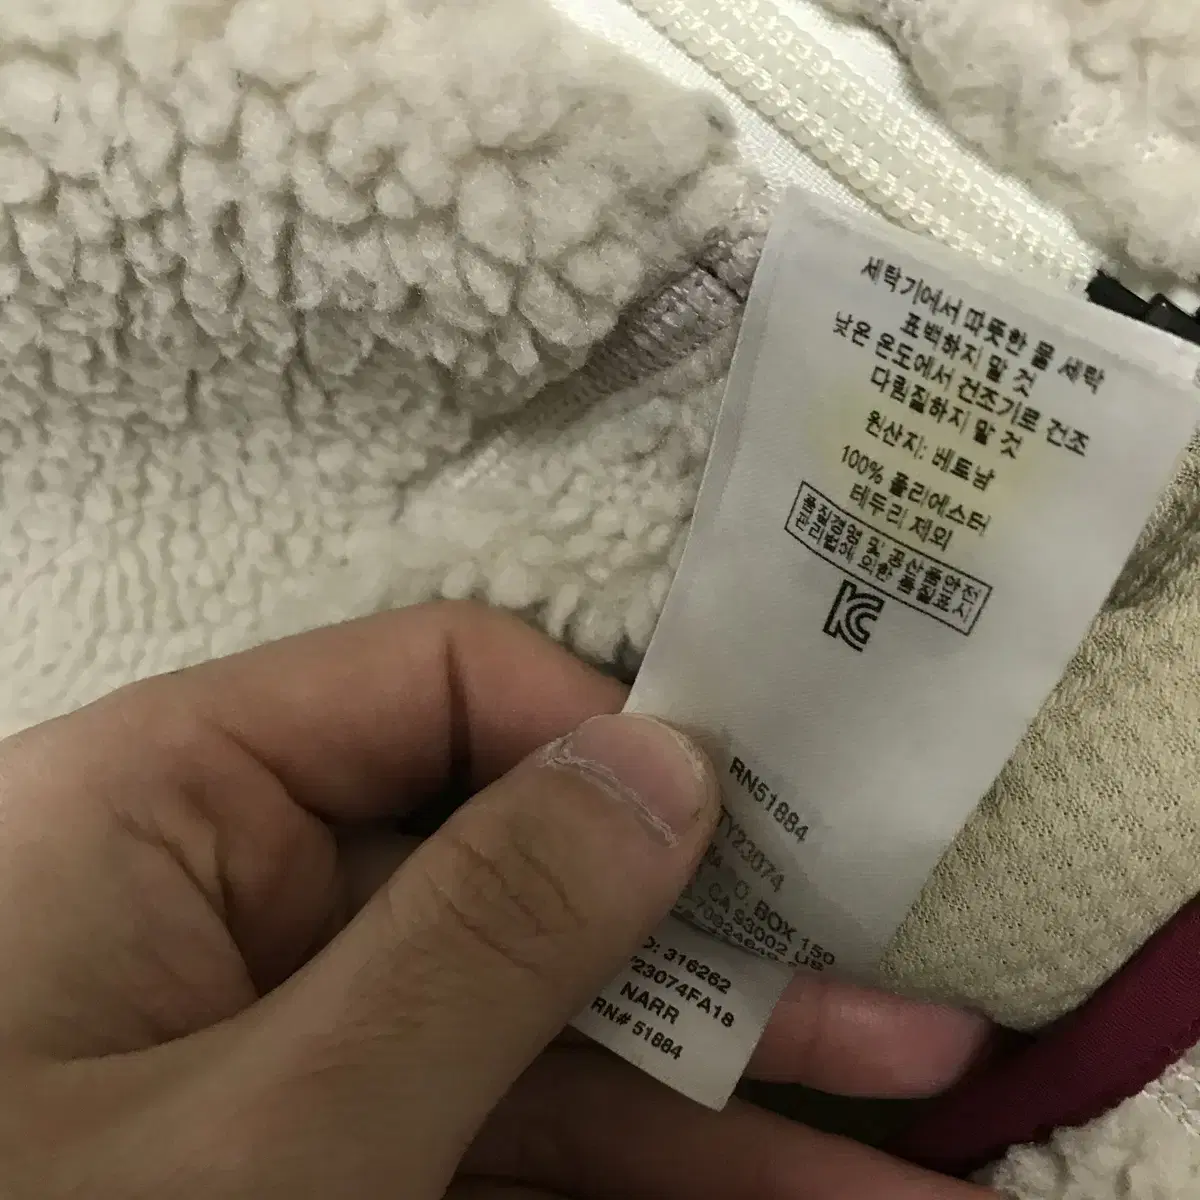 세탁기에서 따뜻한 물 세탁
표백하지 말 것
낮은 온도에서 건조기로 건조
다림질하지 말 것
원산지: 베트남
100% 폴리에스터
테두리 제외
품질경영 및 공산품안전
관리법에 의한 품질표시
KC
RN51884
TY23074
O. BOX 150
CA 93002 US
O: 316262
Y23074FA18
NARR
RN# 51884